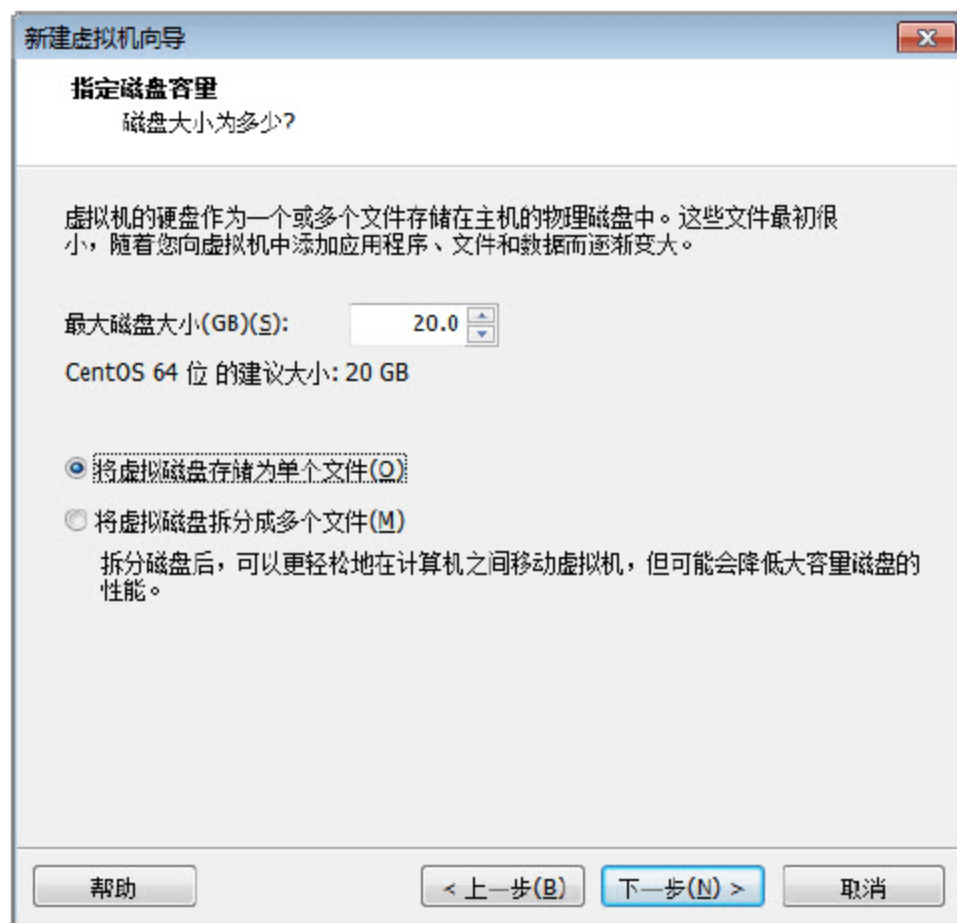 新建虚拟机向导
指定磁盘容量
磁盘大小为多少?
虚拟机的硬盘作为一个或多个文件存储在主机的物理磁盘中。这些文件最初很
小，随着您向虚拟机中添加应用程序、文件和数据而逐渐变大。
最大磁盘大小(GB)(S): 20.0
CentOS 64 位 的建议大小: 20 GB
将虚拟磁盘存储为单个文件(O)
将虚拟磁盘拆分成多个文件(M)
拆分磁盘后，可以更轻松地在计算机之间移动虚拟机，但可能会降低大容量磁盘的
性能。
帮助 < 上一步(B) 下一步(N) > 取消